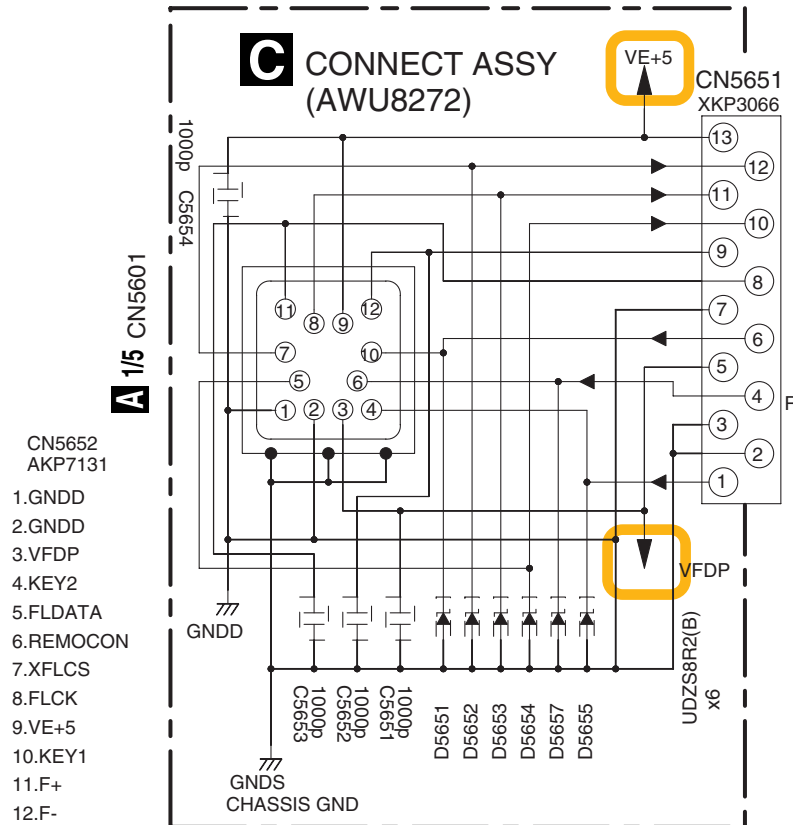 C CONNECT ASSY
(AWU8272)
VE+5
CN5651
XKP3066
13
12
11
10
9
8
7
6
5
4
3
2
1
1000p
C5654
A 1/5 CN5601
11
8
9
12
7
10
5
6
1
2
3
4
CN5652
AKP7131
1.GNDD
2.GNDD
3.VFDP
4.KEY2
5.FLDATA
6.REMOCON
7.XFLCS
8.FLCK
9.VE+5
10.KEY1
11.F+
12.F-
F
VFDP
GNDD
1000p
C5653
1000p
C5652
1000p
C5651
D5651
D5652
D5653
D5654
D5657
D5655
UDZS8R2(B)
x6
GNDS
CHASSIS GND